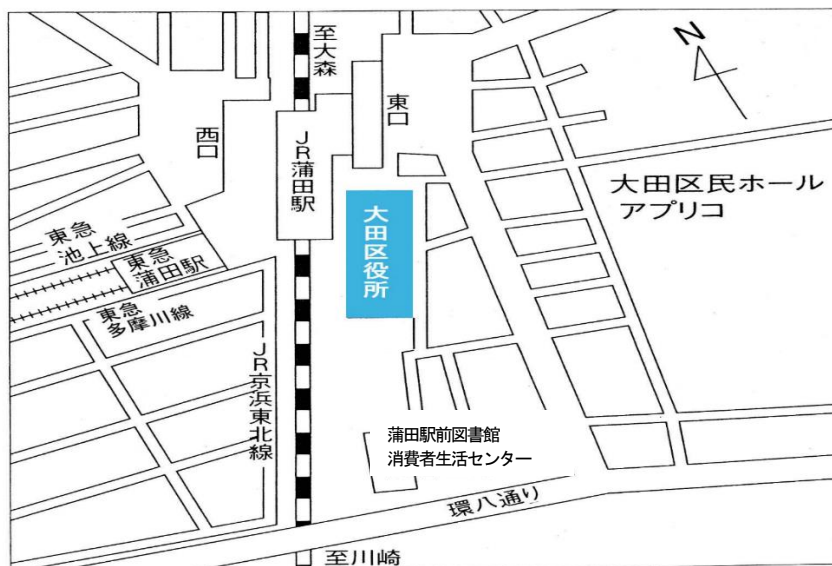 至大森
N
東口
西口
JR蒲田駅
大田区民ホール
アプリコ
大田区役所
東急
池上線
東急
蒲田駅
東急
多摩川線
JR京浜東北線
蒲田駅前図書館
消費者生活センター
環八通り
至川崎